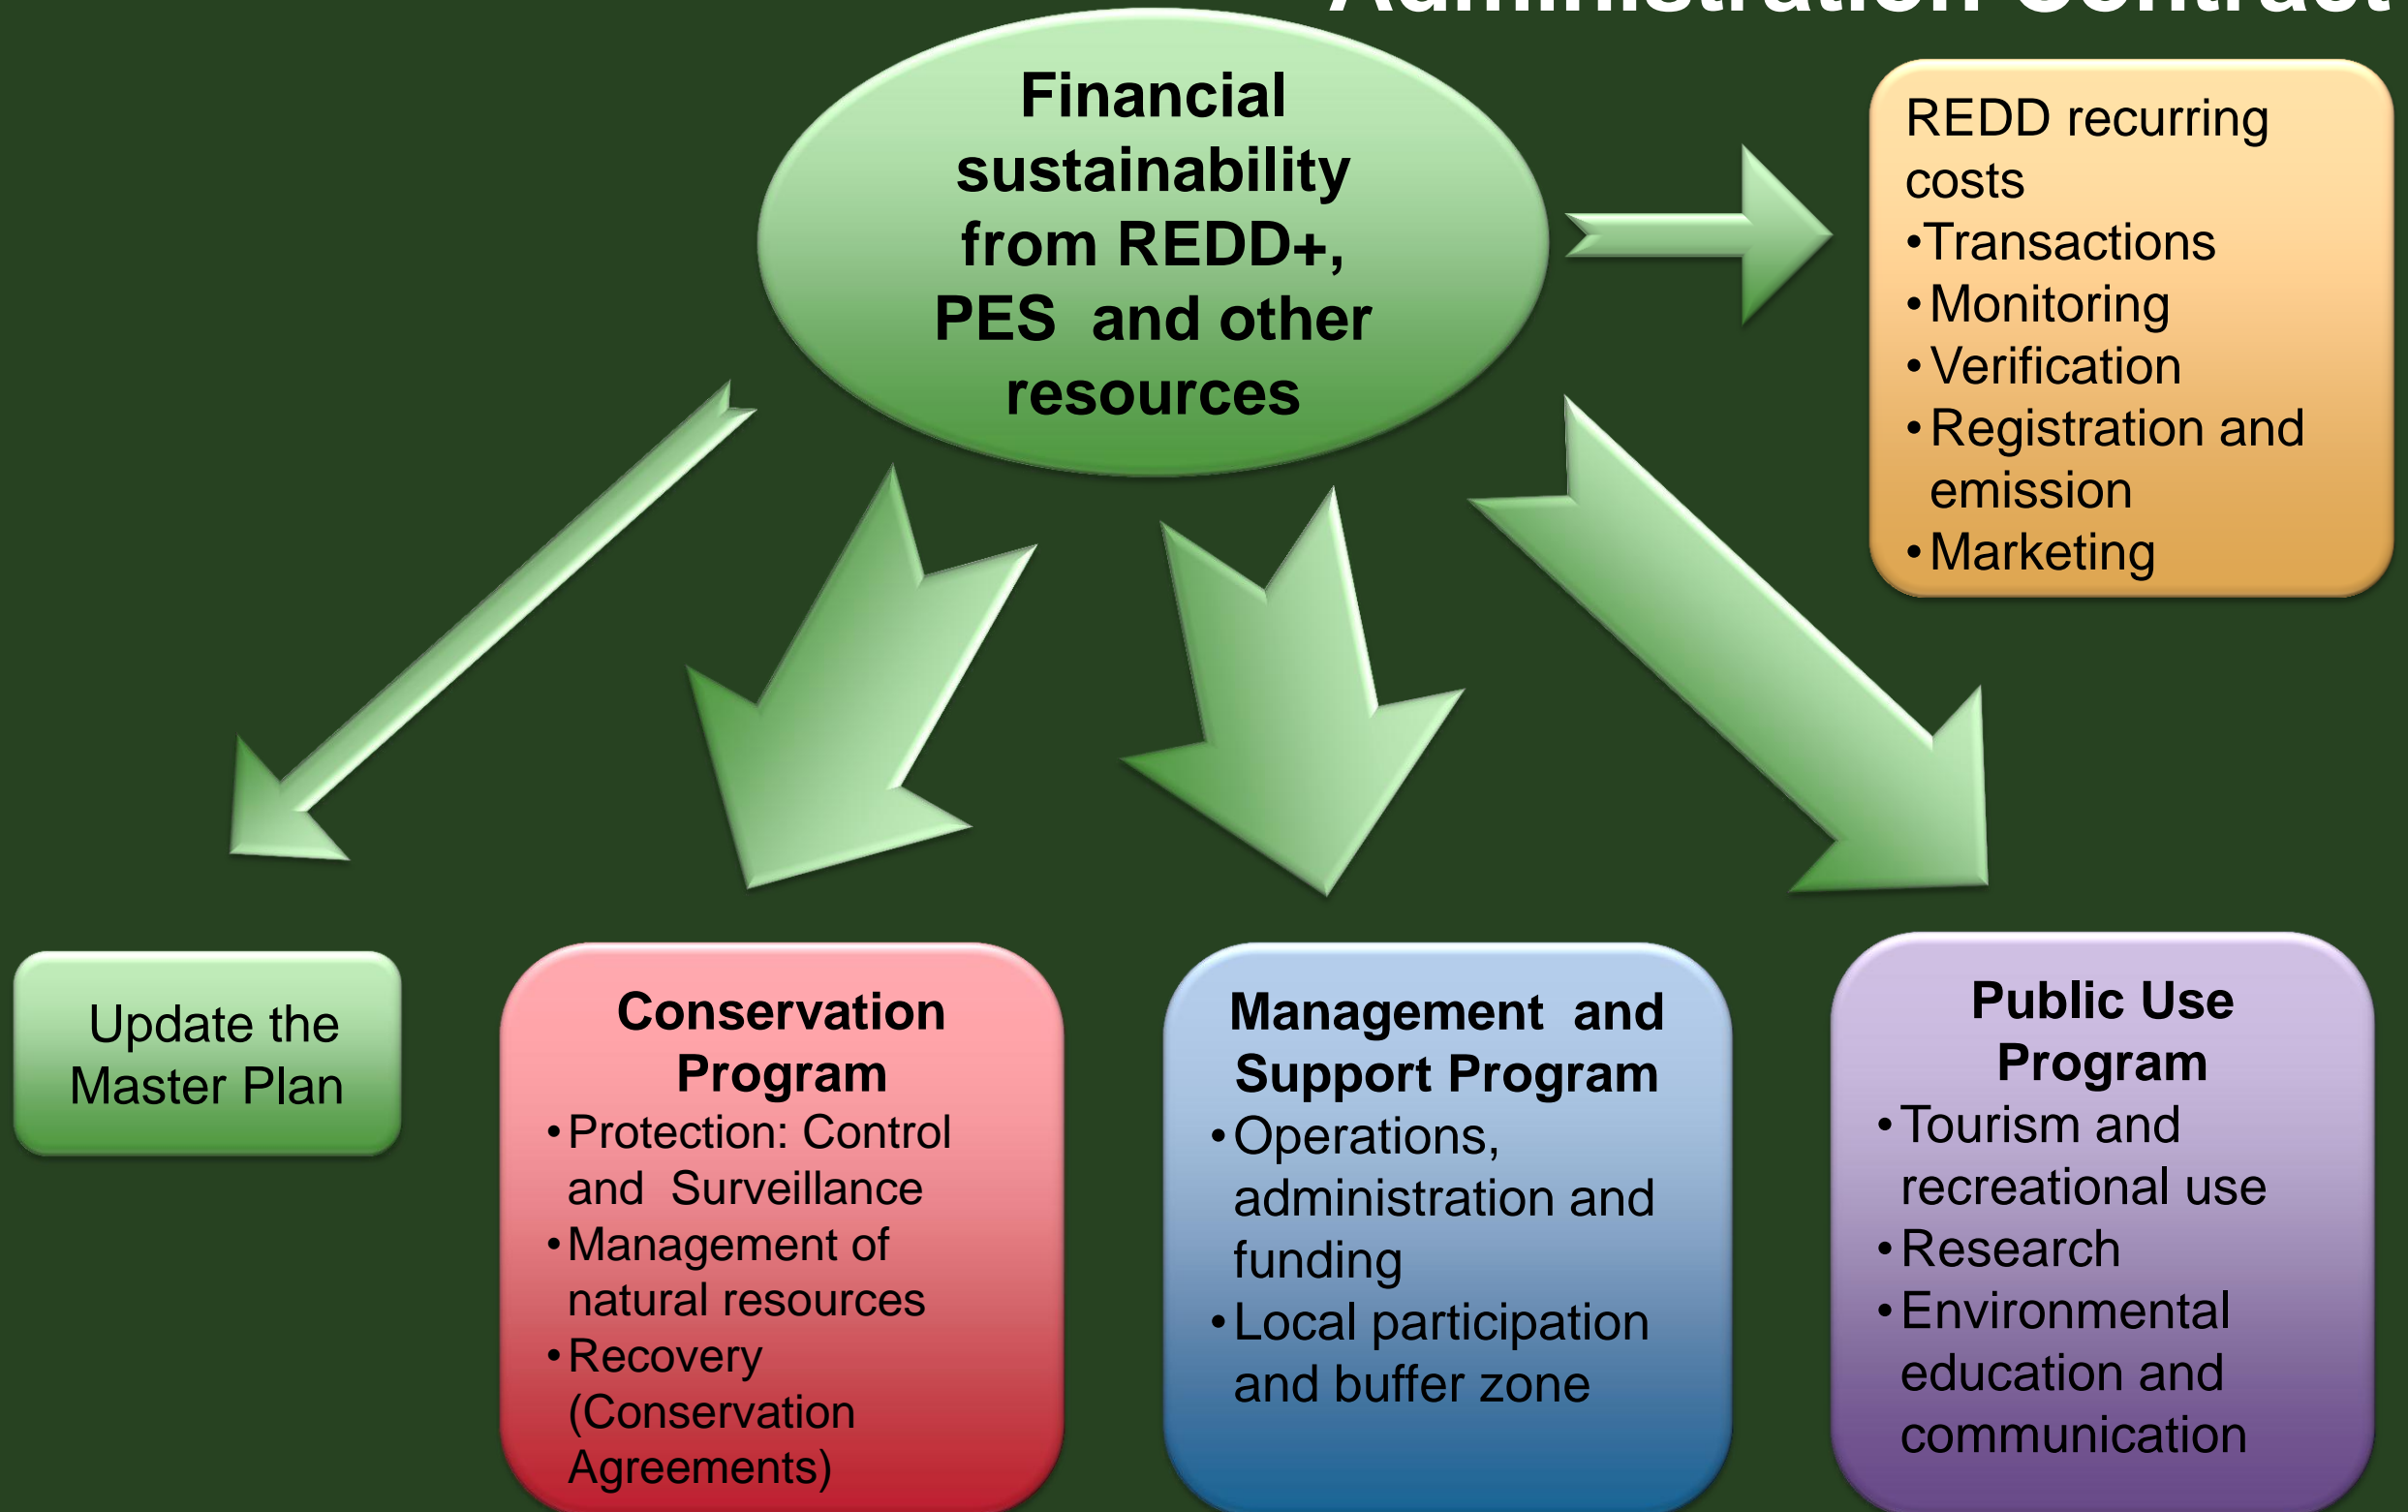 Administration Contract
Financial
sustainability
from REDD+,
PES and other
resources
REDD recurring
costs
•Transactions
•Monitoring
•Verification
•Registration and
emission
•Marketing
Update the
Master Plan
Conservation
Program
•Protection: Control
and Surveillance
•Management of
natural resources
•Recovery
(Conservation
Agreements)
Management and
Support Program
•Operations,
administration and
funding
•Local participation
and buffer zone
Public Use
Program
•Tourism and
recreational use
•Research
•Environmental
education and
communication